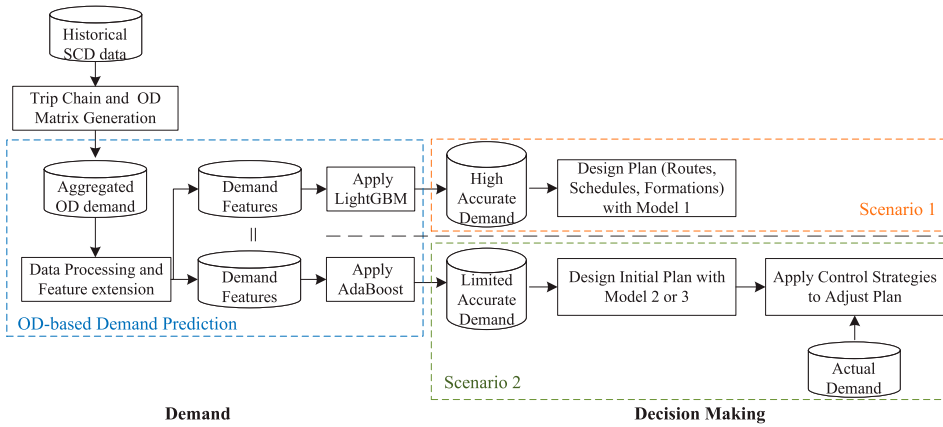 Historical
SCD data
Trip Chain and OD
Matrix Generation
Aggregated
OD demand
Data Processing and
Feature extension
Demand
Features
=
Demand
Features
Apply
LightGBM
Apply
AdaBoost
OD-based Demand Prediction
High
Accurate
Demand
Design Plan (Routes,
Schedules, Formations)
with Model 1
Scenario 1
Limited
Accurate
Demand
Design Initial Plan with
Model 2 or 3
Apply Control Strategies
to Adjust Plan
Actual
Demand
Scenario 2
Demand
Decision Making